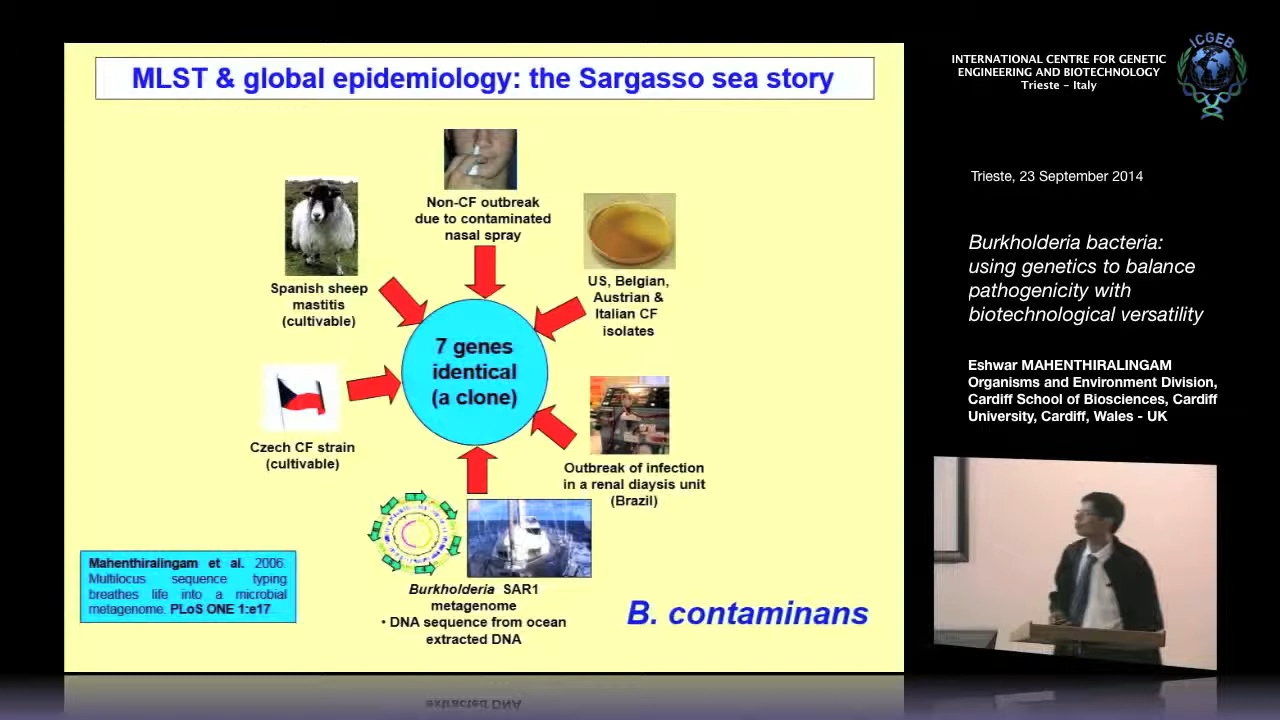 MLST & global epidemiology: the Sargasso sea story
Non-CF outbreak
due to contaminated
nasal spray
Spanish sheep
mastitis
(cultivable)
US, Belgian,
Austrian &
Italian CF
isolates
7 genes
identical
(a clone)
Czech CF strain
(cultivable)
Outbreak of infection
in a renal diaysis unit
(Brazil)
Burkholderia SAR1
metagenome
• DNA sequence from ocean
extracted DNA
Mahenthiralingam et al. 2006.
Multilocus sequence typing
breathes life into a microbial
metagenome. PLoS ONE 1:e17
B. contaminans
INTERNATIONAL CENTRE FOR GENETIC
ENGINEERING AND BIOTECHNOLOGY
Trieste - Italy
ICGEB
Trieste, 23 September 2014
Burkholderia bacteria:
using genetics to balance
pathogenicity with
biotechnological versatility
Eshwar MAHENTHIRALINGAM
Organisms and Environment Division,
Cardiff School of Biosciences, Cardiff
University, Cardiff, Wales - UK
extracted DNA